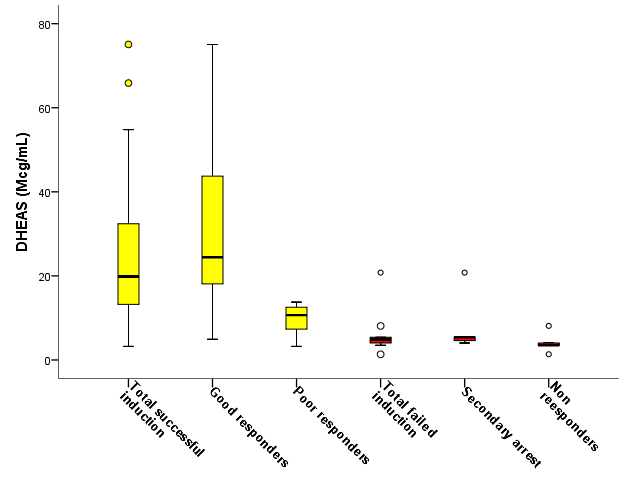 80
60
40
20
0
DHEAS (Mcg/mL)
Total successful
induction
Good responders
Poor responders
Total failed
induction
Secondary arrest
Non
reesponders